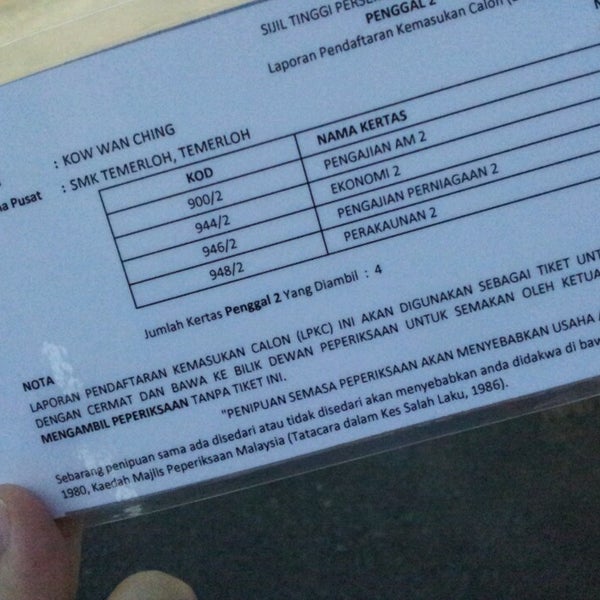 SIJIL TINGGI PERSE
PENGGAL 2
Laporan Pendaftaran Kemasukan Calon
: KOW WAN CHING
Pusat : SMK TEMERLOH, TEMERLOH
KOD NAMA KERTAS
900/2 PENGAJIAN AM 2
944/2 EKONOMI 2
946/2 PENGAJIAN PERNIAGAAN 2
948/2 PERAKAUNAN 2
Jumlah Kertas Penggal 2 Yang Diambil : 4
NOTA
LAPORAN PENDAFTARAN KEMASUKAN CALON (LPKC) INI AKAN DIGUNAKAN SEBAGAI TIKET UNT
DENGAN CERMAT DAN BAWA KE BILIK DEWAN PEPERIKSAAN UNTUK SEMAKAN OLEH KETUA
MENGAMBIL PEPERIKSAAN TANPA TIKET INI.
"PENIPUAN SEMASA PEPERIKSAAN AKAN MENYEBABKAN USAHA A
Sebarang penipuan sama ada disedari atau tidak disedari akan menyebabkan anda didakwa di baw
1980, Kaedah Majlis Peperiksaan Malaysia (Tatacara dalam Kes Salah Laku, 1986).